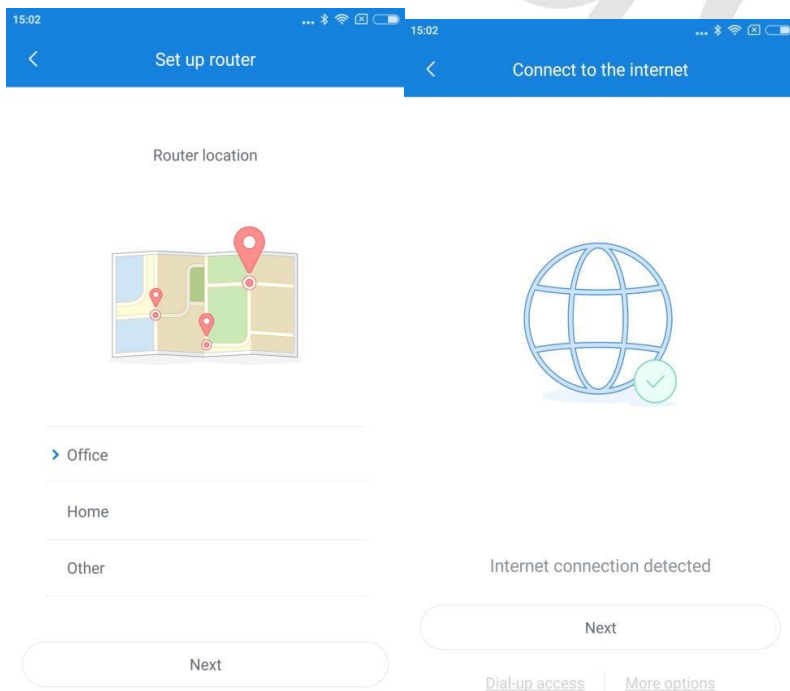 15:02
Set up router
Router location
Office
Home
Other
Next
15:02
Connect to the internet
Internet connection detected
Next
Dial-up access
More options